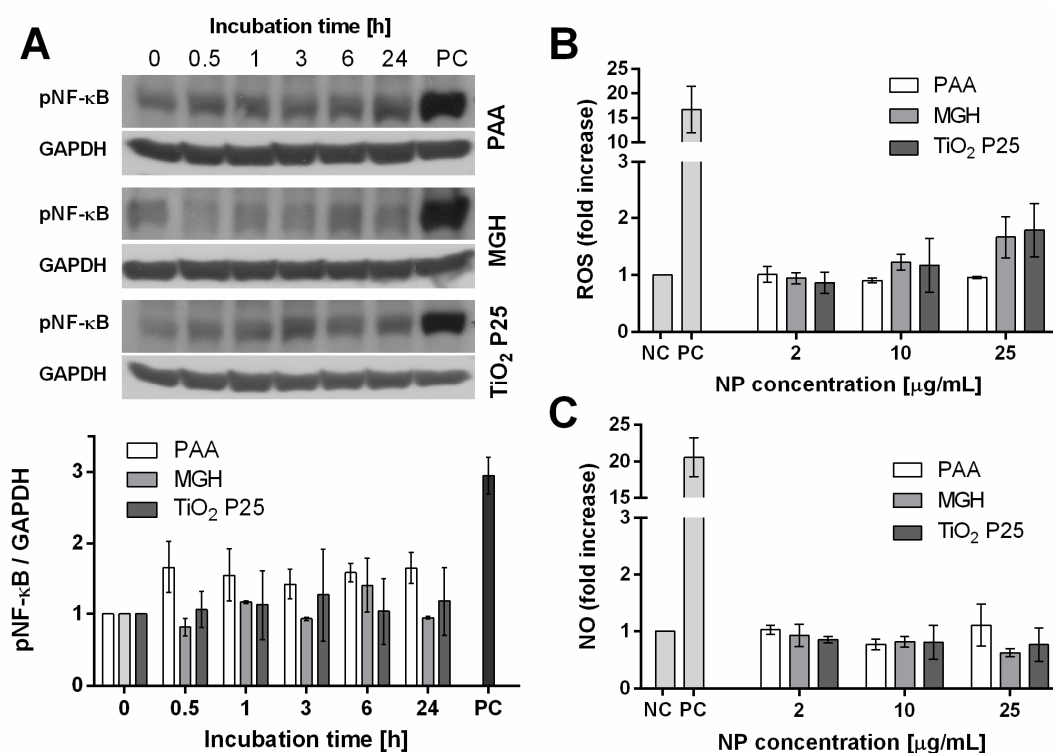 A
Incubation time [h]
0 0.5 1 3 6 24 PC
pNF-κB
GAPDH
PAA
pNF-κB
GAPDH
MGH
pNF-κB
GAPDH
TiO2 P25
3
2
1
0
pNF-κB / GAPDH
PAA
MGH
TiO2 P25
0 0.5 1 3 6 24 PC
Incubation time [h]
B
25
20
15
10
3
2
1
0
ROS (fold increase)
PAA
MGH
TiO2 P25
NC PC 2 10 25
NP concentration [µg/mL]
C
25
20
15
3
2
1
0
NO (fold increase)
PAA
MGH
TiO2 P25
NC PC 2 10 25
NP concentration [µg/mL]